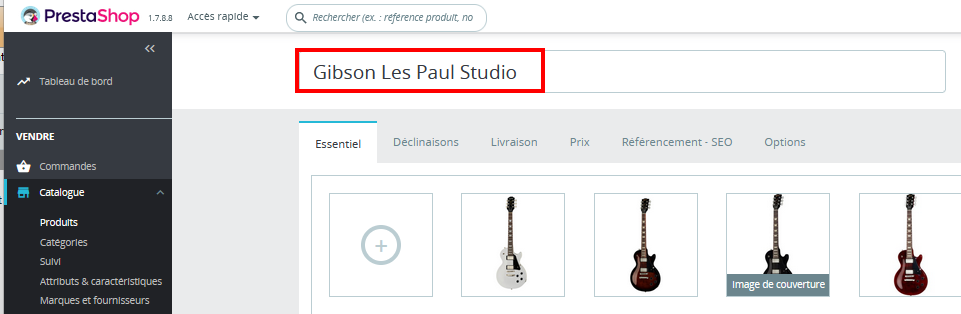 PrestaShop 1.7.8.8 Accès rapide Rechercher (ex. : référence produit, no
Tableau de bord
Gibson Les Paul Studio
VENDRE
Commandes
Catalogue
Produits
Catégories
Suivi
Attributs & caractéristiques
Marques et fournisseurs
Essentiel Déclinaisons Livraison Prix Référencement - SEO Options
Image de couverture